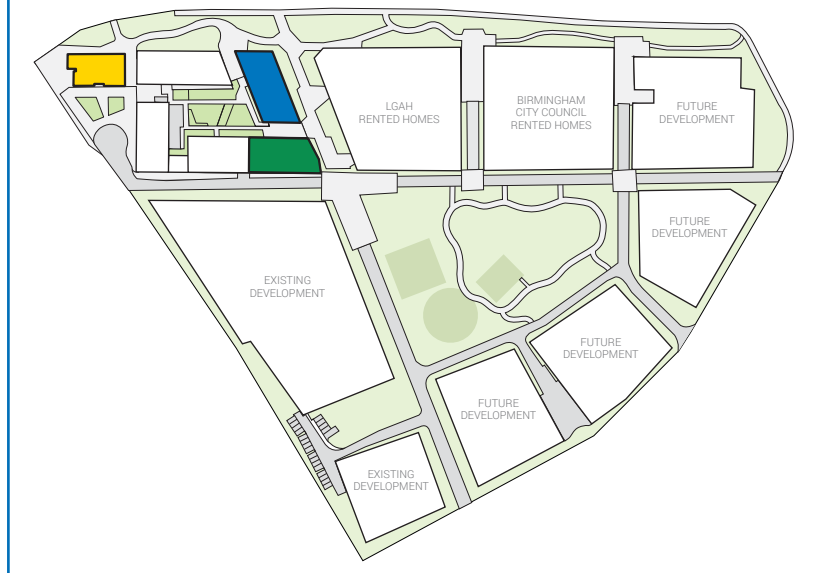 LGAH
RENTED HOMES
BIRMINGHAM
CITY COUNCIL
RENTED HOMES
FUTURE
DEVELOPMENT
FUTURE
DEVELOPMENT
EXISTING
DEVELOPMENT
FUTURE
DEVELOPMENT
FUTURE
DEVELOPMENT
EXISTING
DEVELOPMENT